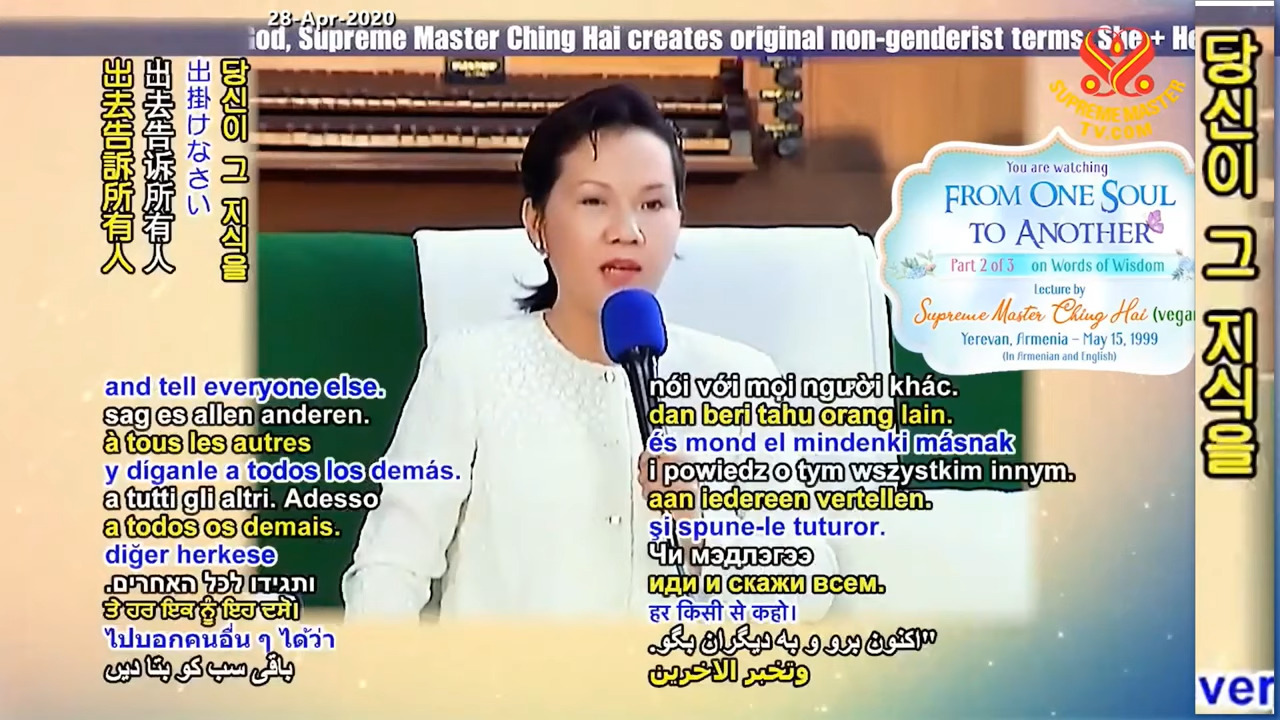 28-Apr-2020
God, Supreme Master Ching Hai creates original non-genderist terms: She + He
SUPREME MASTER
TV.COM
You are watching
FROM ONE SOUL
TO ANOTHER
Part 2 of 3 on Words of Wisdom
Lecture by
Supreme Master Ching Hai (vegan
Yerevan, Armenia – May 15, 1999
(In Armenian and English)
당신이 그 지식을
出掛けなさい
出去告诉所有人
出去告訴所有人
당신이 그 지식을
and tell everyone else.
sag es allen anderen.
à tous les autres
y díganle a todos los demás.
a tutti gli altri. Adesso
a todos os demais.
diğer herkese
ותגידו לכל האחרים.
ਤੇ ਹਰ ਇਕ ਨੂੰ ਇਹ ਦਸੋ।
ไปบอกคนอื่น ๆ ได้ว่า
باقی سب کو بتا دیں
nói với mọi người khác.
dan beri tahu orang lain.
és mond el mindenki másnak
i powiedz o tym wszystkim innym.
aan iedereen vertellen.
și spune-le tuturor.
Чи мэдлэгээ
иди и скажи всем.
हर किसी से कहो।
"اکنون برو و به دیگران بگو.
وتخبر الآخرين
ver